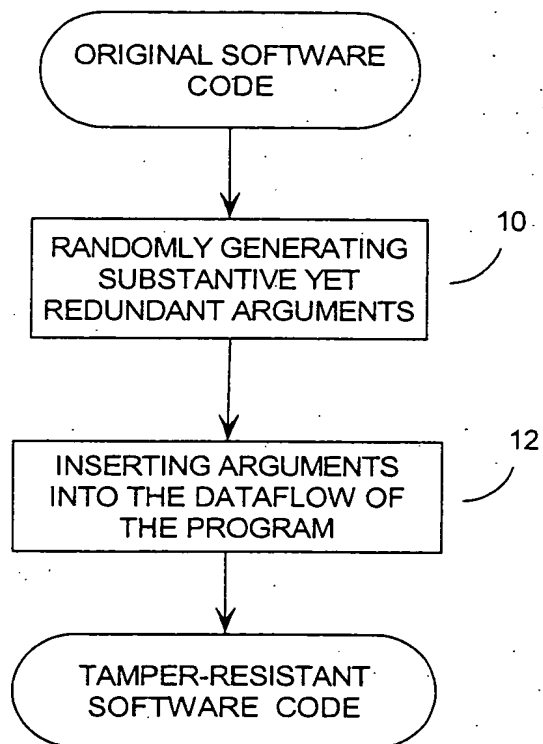 ORIGINAL SOFTWARE
CODE
10
RANDOMLY GENERATING
SUBSTANTIVE YET
REDUNDANT ARGUMENTS
12
INSERTING ARGUMENTS
INTO THE DATAFLOW OF
THE PROGRAM
TAMPER-RESISTANT
SOFTWARE CODE